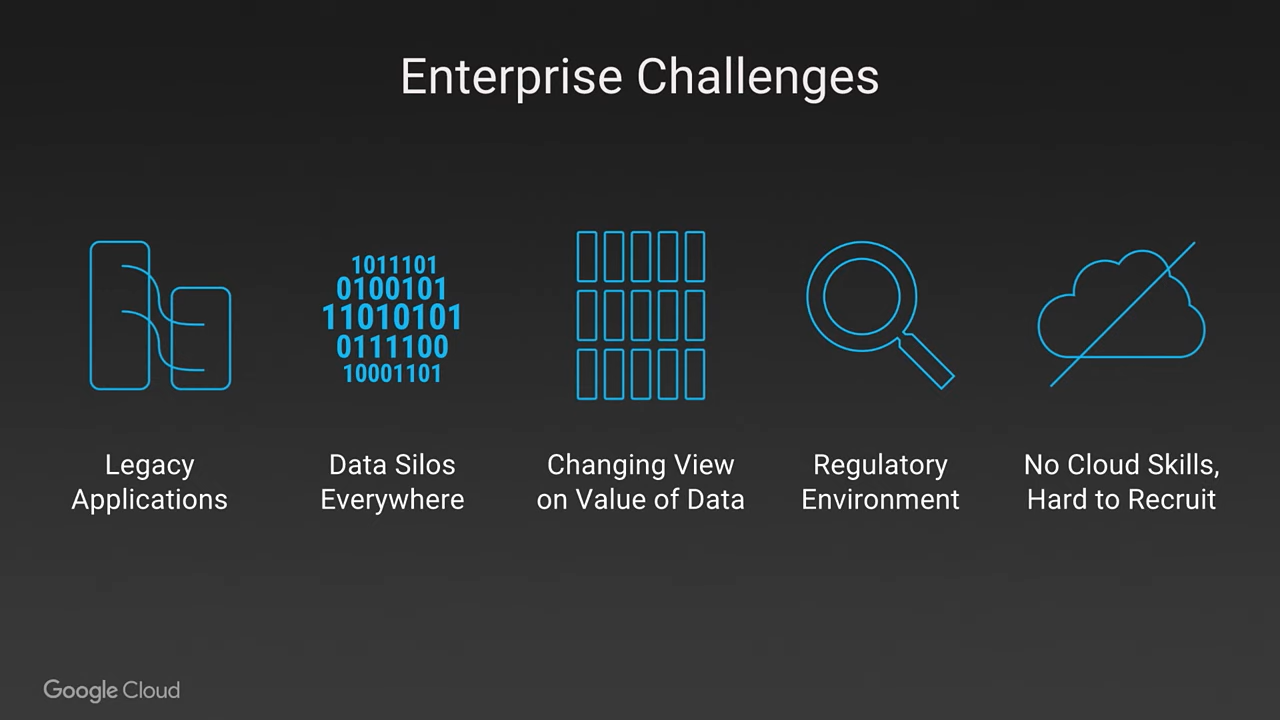 Enterprise Challenges
1011101
0100101
11010101
0111100
10001101
Legacy
Applications
Data Silos
Everywhere
Changing View
on Value of Data
Regulatory
Environment
No Cloud Skills,
Hard to Recruit
Google Cloud